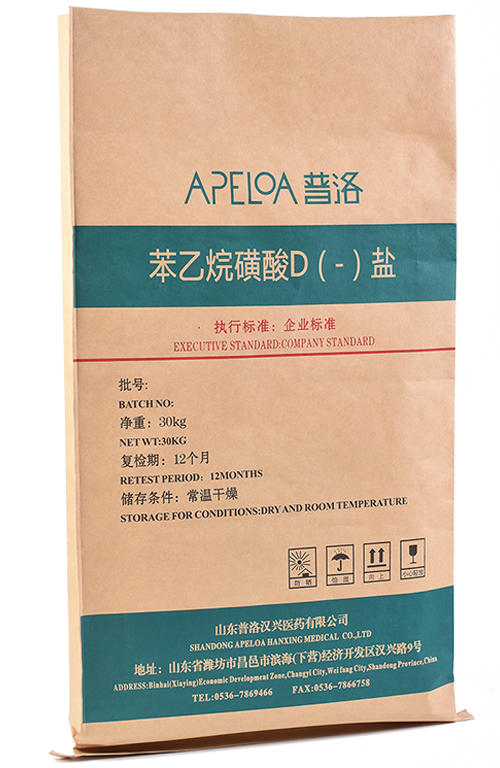 APELOA 普洛
苯乙烷磺酸D(-)盐
· 执行标准：企业标准
EXECUTIVE STANDARD:COMPANY STANDARD
批号:
BATCH NO:
净重：30kg
NET WT:30KG
复检期：12个月
RETEST PERIOD：12MONTHS
储存条件：常温干燥
STORAGE FOR CONDITIONS:DRY AND ROOM TEMPERATURE
防晒 怕湿 向上 小心轻放
山东普洛汉兴医药有限公司
SHANDONG APELOA HANXING MEDICAL CO.,LTD
地址：山东省潍坊市昌邑市滨海(下营)经济开发区汉兴路9号
ADDRESS:Binhai(Xiaying)Economic Development Zone,Changyi City,Wei fang City,Shandong Province,China
TEL:0536-7869466 FAX:0536-7866758